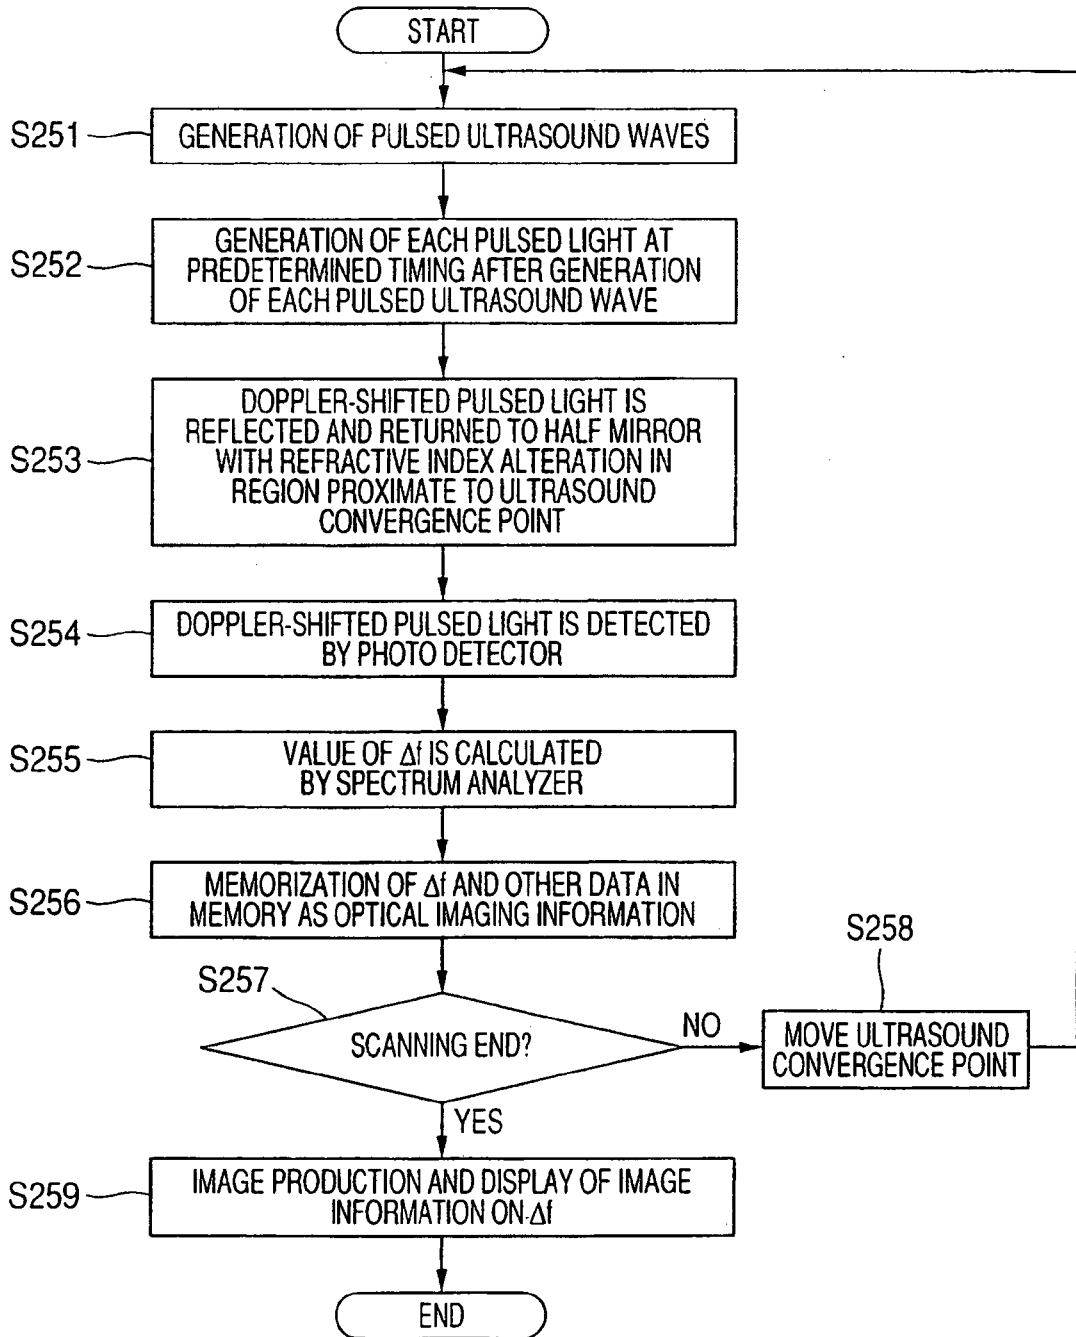 START
S251
GENERATION OF PULSED ULTRASOUND WAVES
S252
GENERATION OF EACH PULSED LIGHT AT
PREDETERMINED TIMING AFTER GENERATION
OF EACH PULSED ULTRASOUND WAVE
S253
DOPPLER-SHIFTED PULSED LIGHT IS
REFLECTED AND RETURNED TO HALF MIRROR
WITH REFRACTIVE INDEX ALTERATION IN
REGION PROXIMATE TO ULTRASOUND
CONVERGENCE POINT
S254
DOPPLER-SHIFTED PULSED LIGHT IS DETECTED
BY PHOTO DETECTOR
S255
VALUE OF Δf IS CALCULATED
BY SPECTRUM ANALYZER
S256
MEMORIZATION OF Δf AND OTHER DATA IN
MEMORY AS OPTICAL IMAGING INFORMATION
S257
SCANNING END?
NO
S258
MOVE ULTRASOUND
CONVERGENCE POINT
YES
S259
IMAGE PRODUCTION AND DISPLAY OF IMAGE
INFORMATION ON Δf
END